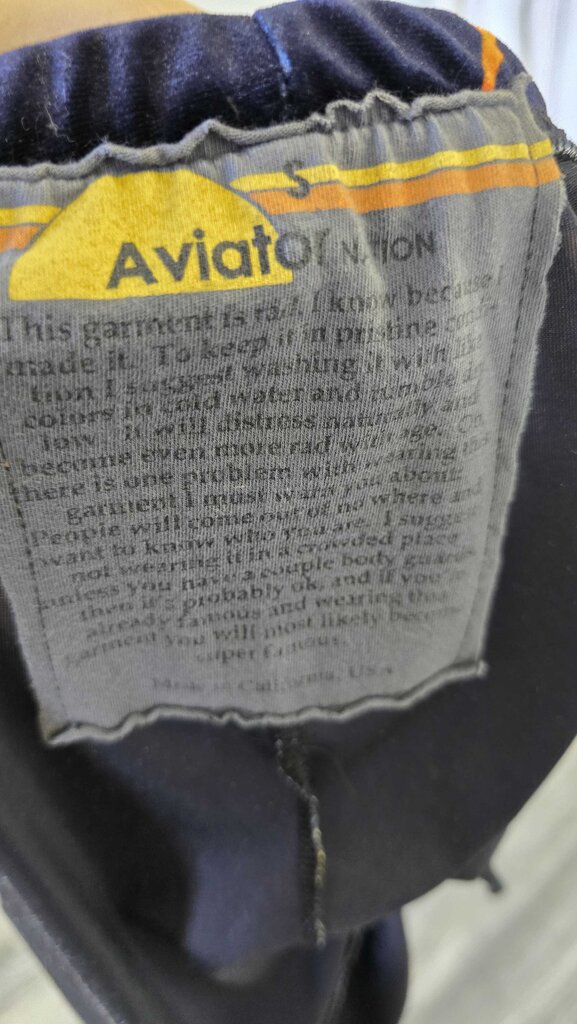 S
Aviator NATION
This garment is rad. I know because I
made it. To keep it in pristine condi-
tion I suggest washing it with like
colors in cold water and tumble dry
low it will distress naturally and
become even more rad with age. On
there is one problem with wearing this
garment I must warn you about.
People will come out of no where and
want to know who you are. I suggest
not wearing it in a crowded place
unless you have a couple body guards
then it's probably ok, and if you're
already famous and wearing this
garment you will most likely become
super famous.
Made in California, USA